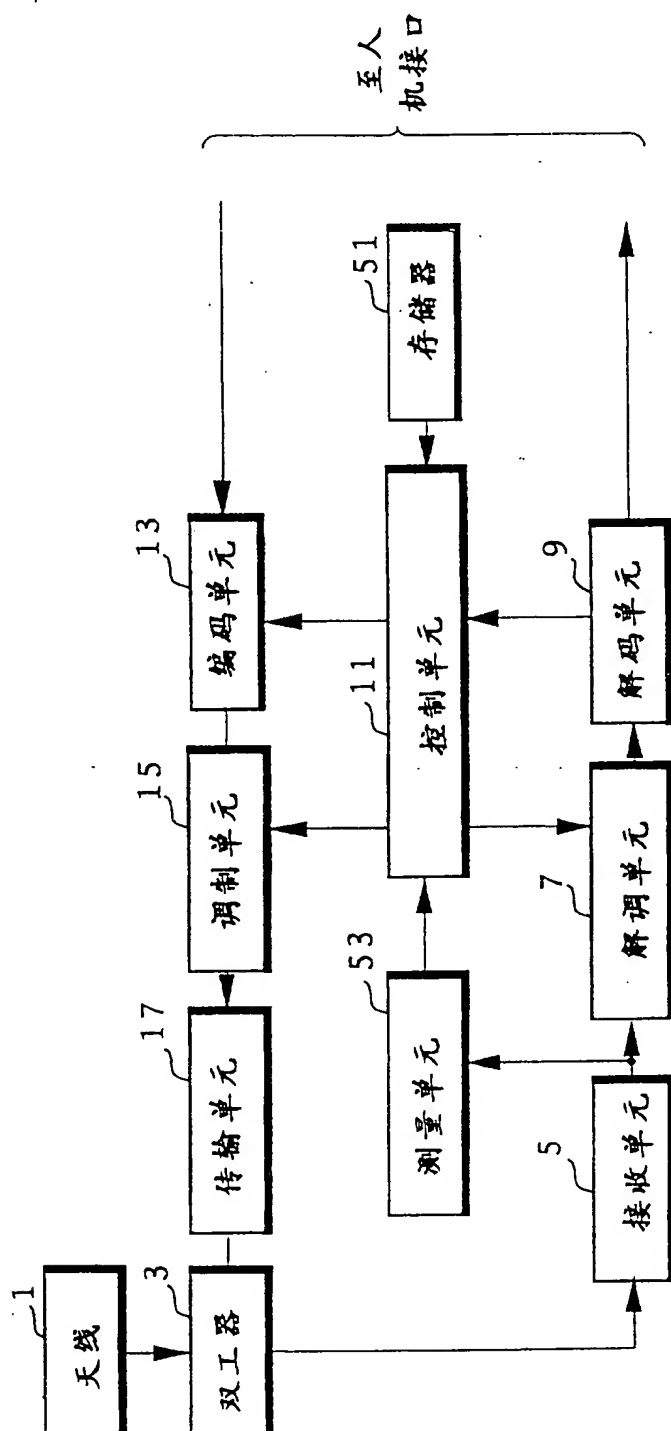 1
天线
3
双工器
17
传输单元
15
调制单元
13
编码单元
至人
机接口
53
测量单元
11
控制单元
51
存储器
5
接收单元
7
解调单元
9
解码单元